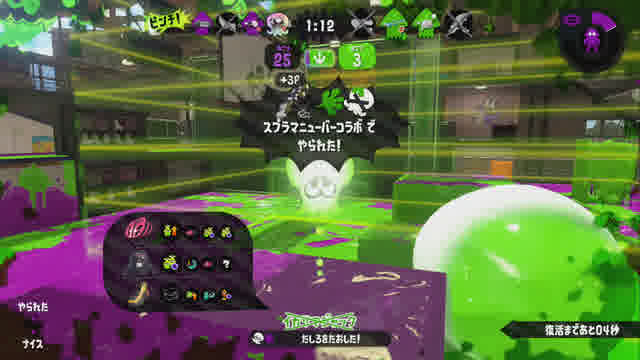 ピンチ!
1:12
25
3
+38
スプラマニューバーコラボ で
やられた!
?
やられた
ナイス
だしろをたおした!
復活まであと04秒